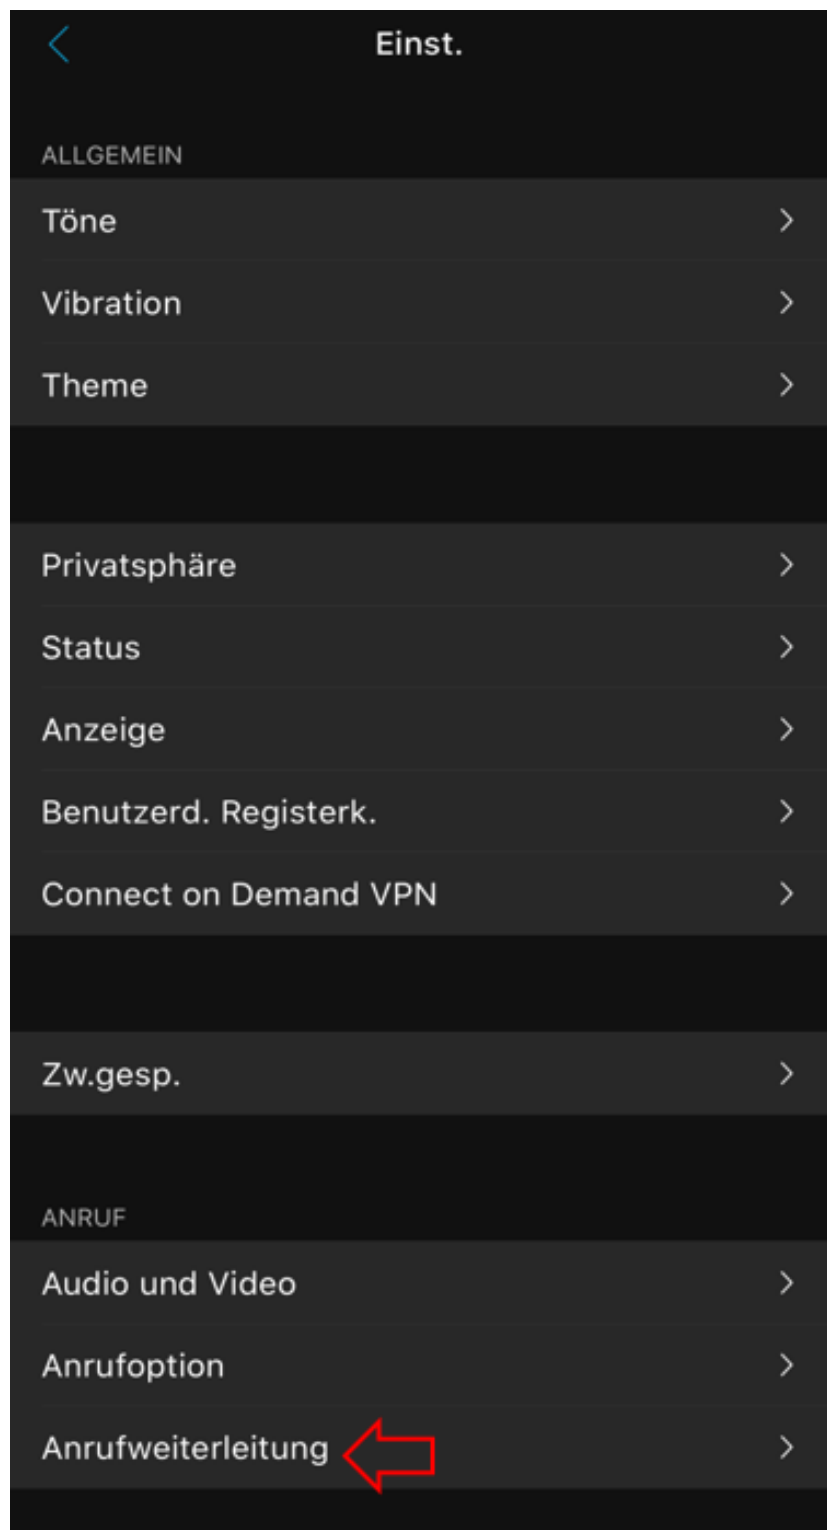 Einst.
ALLGEMEIN
Töne
Vibration
Theme
Privatsphäre
Status
Anzeige
Benutzerd. Registerk.
Connect on Demand VPN
Zw.gesp.
ANRUF
Audio und Video
Anrufoption
Anrufweiterleitung